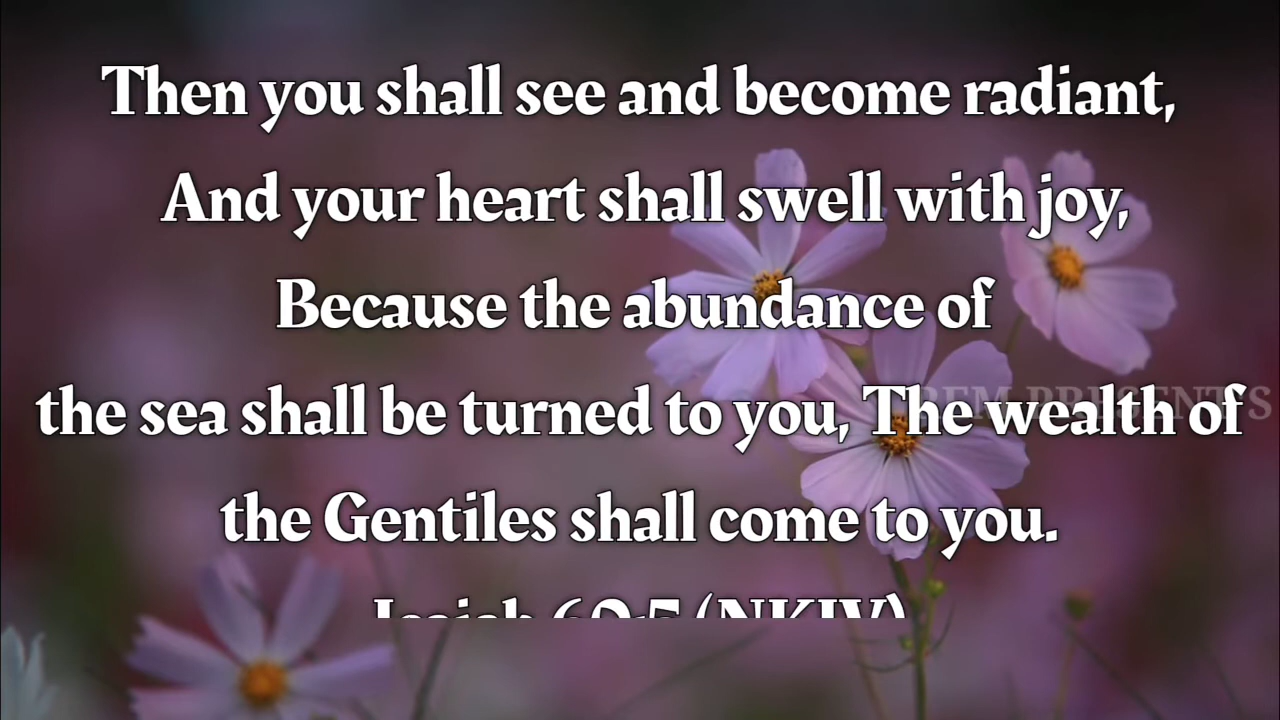 Then you shall see and become radiant,
And your heart shall swell with joy,
Because the abundance of
the sea shall be turned to you, The wealth of
the Gentiles shall come to you.
Isaiah 60:5 (NKJV)
PRESENTS